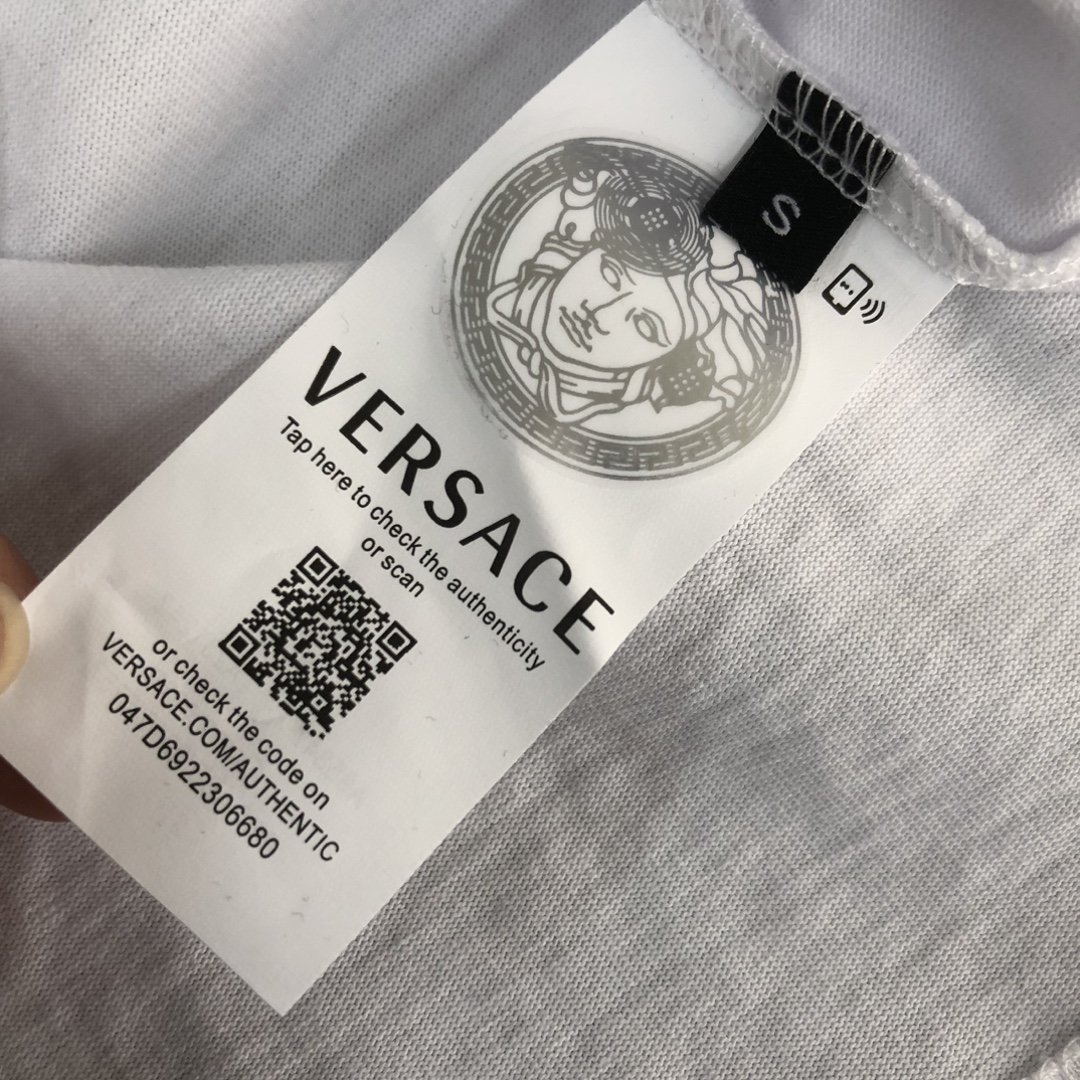 S
VERSACE
Tap here to check the authenticity
or scan
or check the code on
VERSACE.COM/AUTHENTIC
047D6922306680